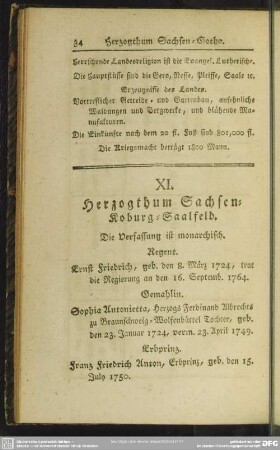 34 Herzogthum Sachsen-Gotha.
Herrschende Landesreligion ist die Evangel. Lutherische.
Die Hauptflüsse sind die Gera, Nesse, Pleisse, Saale ec.
Erzeugnisse des Landes.
Vortreflicher Getreide- und Gartenbau, ansehnliche
Waldungen und Bergwerke, und blühende Ma-
nufakturen.
Die Einkünfte nach dem 20 fl. Fuß sind 801,000 fl.
Die Kriegsmacht beträgt 1800 Mann.
XI.
Herzogthum Sachsen-
Koburg-Saalfeld.
Die Verfassung ist monarchisch.
Regent.
Ernst Friedrich, geb. den 8. März 1724, trat
die Regierung an den 16. Septemb. 1764.
Gemahlin.
Sophia Antonietta, Herzogs Ferdinand Albrechts
zu Braunschweig-Wolfenbüttel Tochter, geb.
den 23. Januar 1724, verm. 23. April 1749.
Erbprinz.
Franz Friedrich Anton, Erbprinz, geb. den 15.
July 1750.